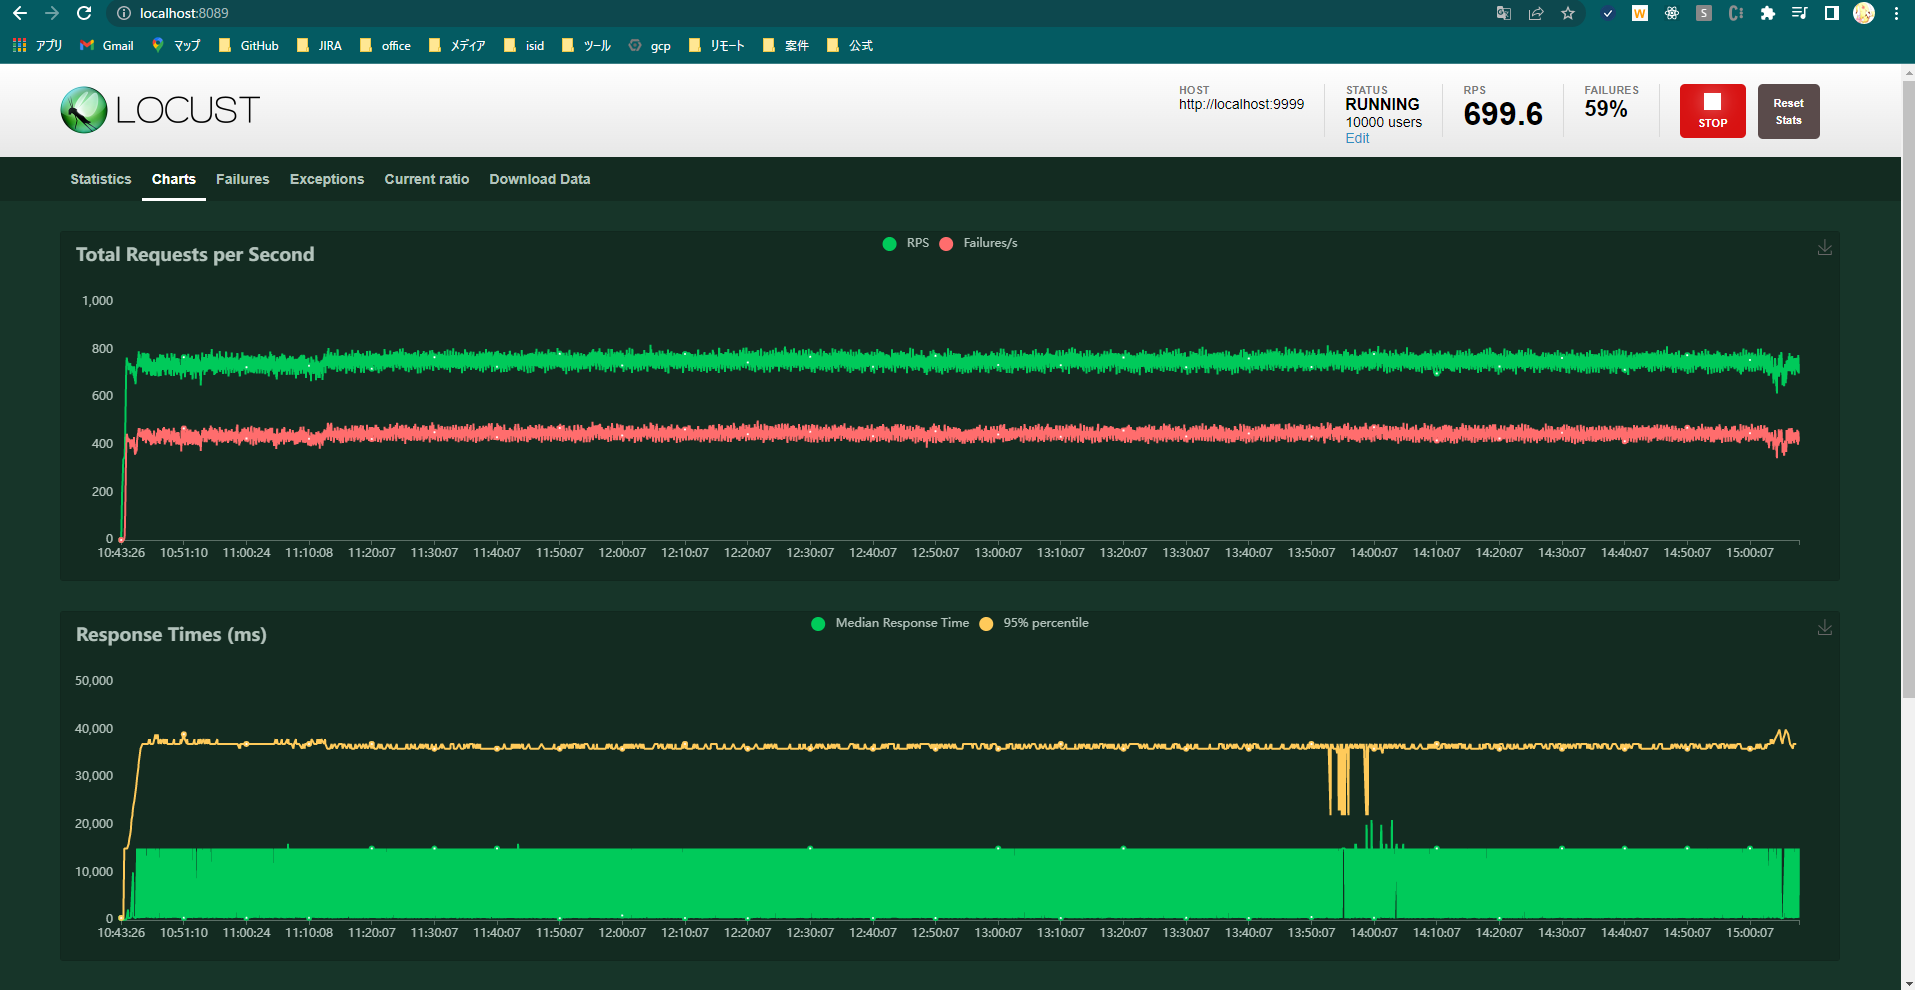 localhost:8089
アプリ Gmail マップ GitHub JIRA office メディア isid ツール gcp リモート 案件 公式
LOCUST
HOST
http://localhost:9999
STATUS
RUNNING
10000 users
Edit
RPS
699.6
FAILURES
59%
STOP
Reset
Stats
Statistics Charts Failures Exceptions Current ratio Download Data
Total Requests per Second
RPS Failures/s
1,000
800
600
400
200
0
10:43:26 10:51:10 11:00:24 11:10:08 11:20:07 11:30:07 11:40:07 11:50:07 12:00:07 12:10:07 12:20:07 12:30:07 12:40:07 12:50:07 13:00:07 13:10:07 13:20:07 13:30:07 13:40:07 13:50:07 14:00:07 14:10:07 14:20:07 14:30:07 14:40:07 14:50:07 15:00:07
Response Times (ms)
Median Response Time 95% percentile
50,000
40,000
30,000
20,000
10,000
0
10:43:26 10:51:10 11:00:24 11:10:08 11:20:07 11:30:07 11:40:07 11:50:07 12:00:07 12:10:07 12:20:07 12:30:07 12:40:07 12:50:07 13:00:07 13:10:07 13:20:07 13:30:07 13:40:07 13:50:07 14:00:07 14:10:07 14:20:07 14:30:07 14:40:07 14:50:07 15:00:07